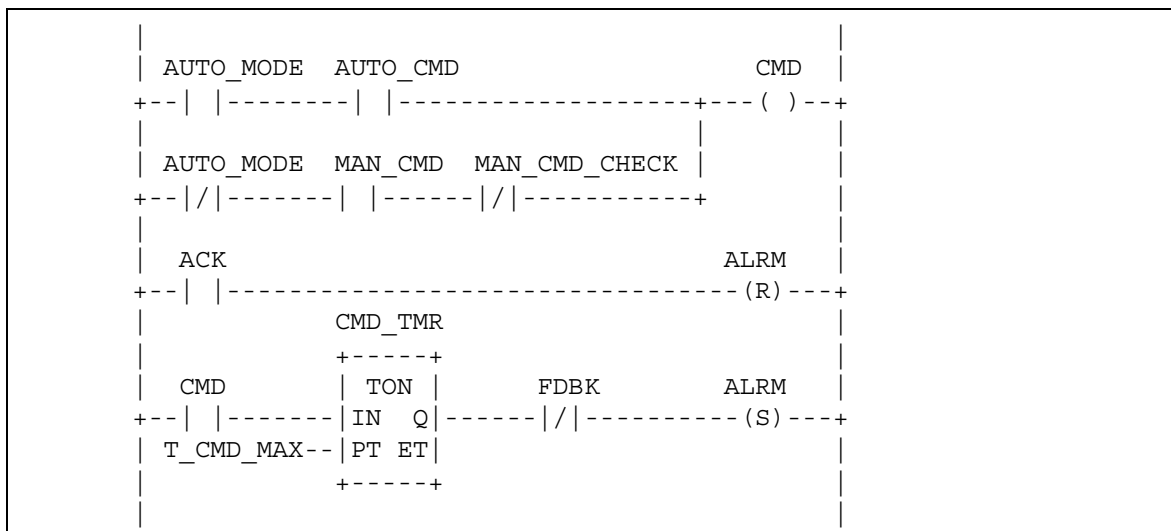 | |
| AUTO_MODE AUTO_CMD CMD |
+--| |--------| |-------------------+---( )--+
| | |
| AUTO_MODE MAN_CMD MAN_CMD_CHECK | |
+--|/|-------| |------|/|-----------+ |
| |
| ACK ALRM |
+--| |---------------------------------(R)---+
| CMD_TMR |
| +-----+ |
| CMD | TON | FDBK ALRM |
+--| |-------|IN Q|------|/|----------(S)---+
| T_CMD_MAX--|PT ET| |
| +-----+ |
| |